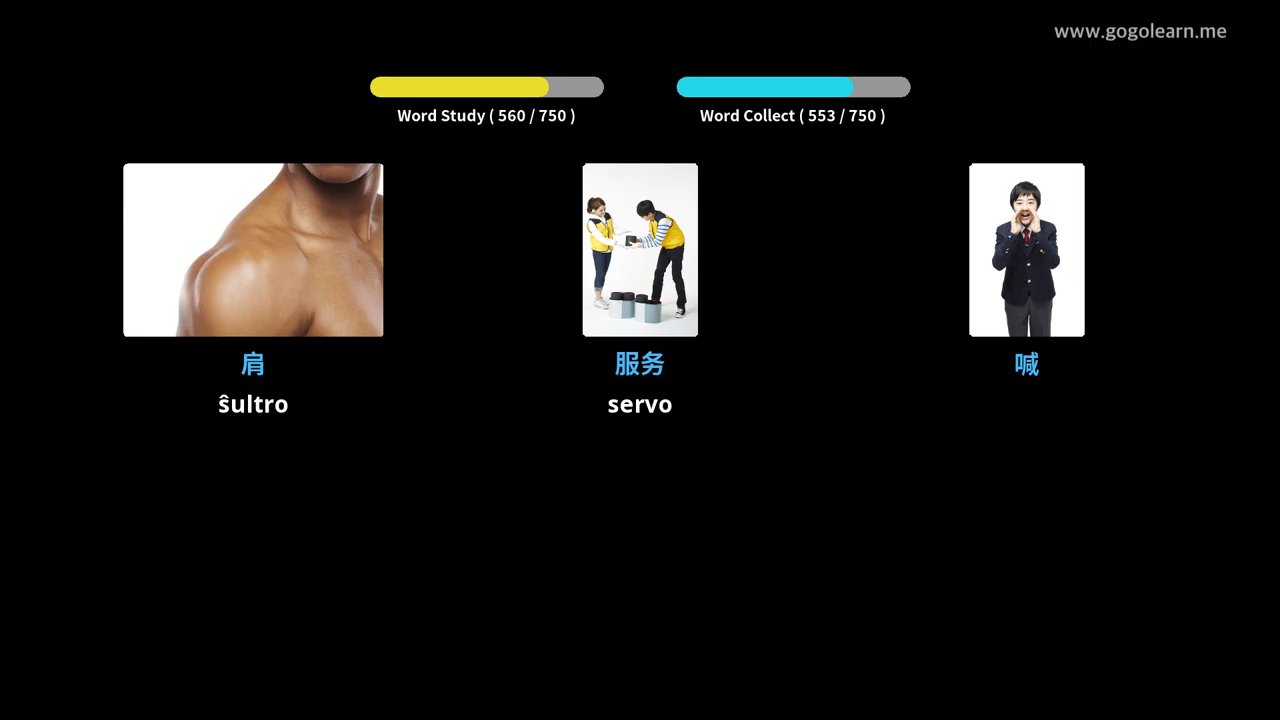 www.gogolearn.me
Word Study ( 560 / 750 )
Word Collect ( 553 / 750 )
肩
服务
喊
ŝultro
servo